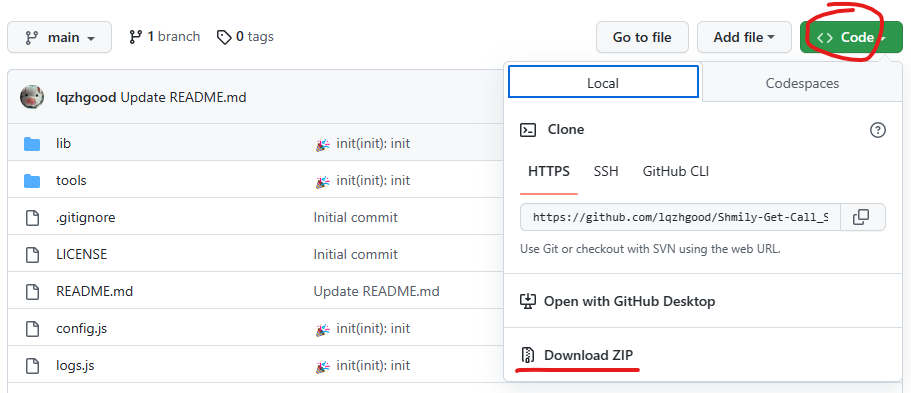 main 1 branch 0 tags Go to file Add file Code
Local Codespaces
lqzhgood Update README.md
Clone
lib init(init): init
HTTPS SSH GitHub CLI
tools init(init): init
.gitignore Initial commit
https://github.com/lqzhgood/Shmily-Get-Call_S
LICENSE Initial commit
Use Git or checkout with SVN using the web URL.
README.md Update README.md
Open with GitHub Desktop
config.js init(init): init
Download ZIP
logs.js init(init): init